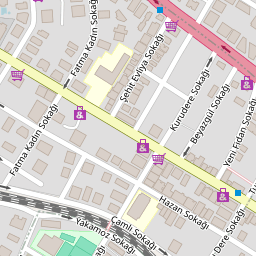 Fatma Kadın Sokağı
Şehit Evliya Sokağı
Kurudere Sokağı
Beyazgül Sokağı
Yeni Fidan Sokağı
Fatma Kadın Sokağı
Hazan Sokağı
Çamlı Sokağı
Yakamoz Sokağı
Dere Sokağı